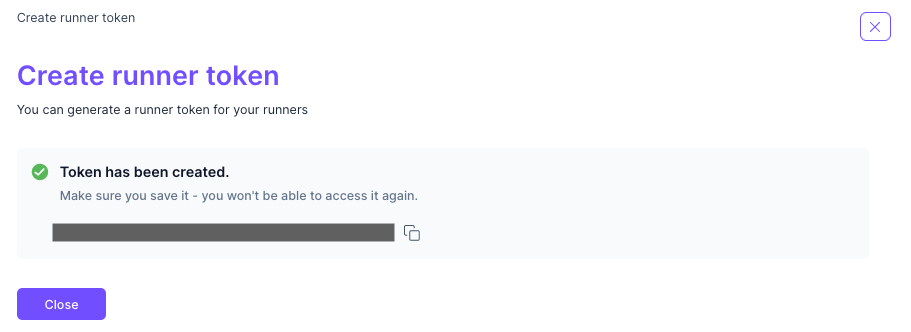 Create runner token
Create runner token
You can generate a runner token for your runners
Token has been created.
Make sure you save it - you won't be able to access it again.
Close